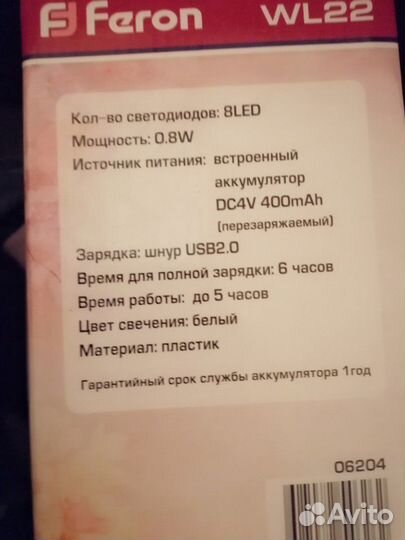 Feron WL22
Кол-во светодиодов: 8LED
Мощность: 0.8W
Источник питания: встроенный
аккумулятор
DC4V 400mAh
(перезаряжаемый)
Зарядка: шнур USB2.0
Время для полной зарядки: 6 часов
Время работы: до 5 часов
Цвет свечения: белый
Материал: пластик
Гарантийный срок службы аккумулятора 1год
06204
Avito